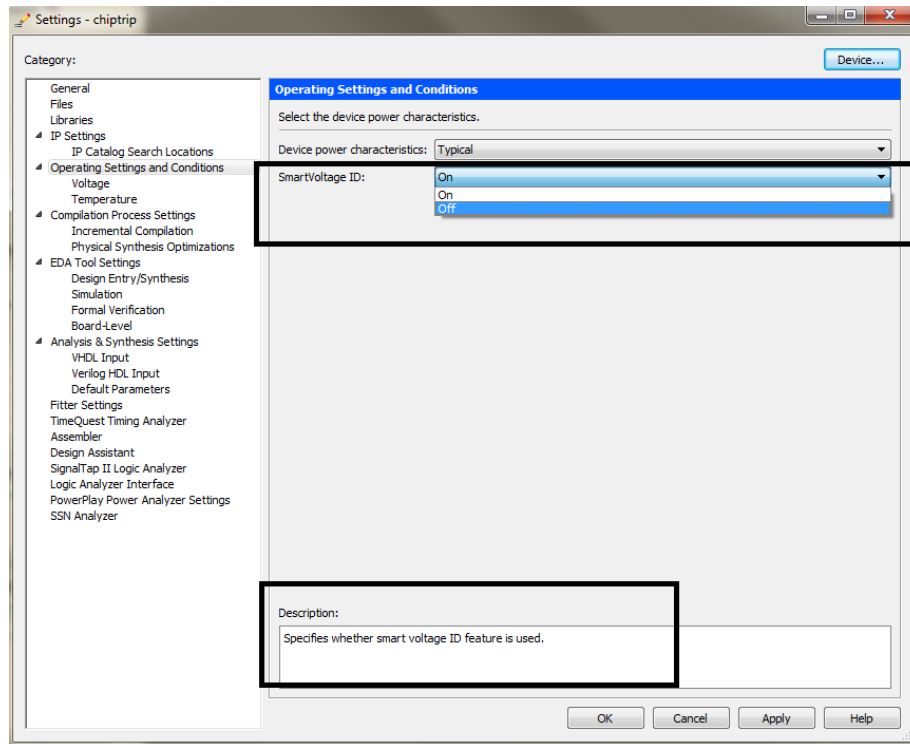 Settings - chiptrip
Category:
Device...
General
Files
Libraries
IP Settings
IP Catalog Search Locations
Operating Settings and Conditions
Voltage
Temperature
Compilation Process Settings
Incremental Compilation
Physical Synthesis Optimizations
EDA Tool Settings
Design Entry/Synthesis
Simulation
Formal Verification
Board-Level
Analysis & Synthesis Settings
VHDL Input
Verilog HDL Input
Default Parameters
Fitter Settings
TimeQuest Timing Analyzer
Assembler
Design Assistant
SignalTap II Logic Analyzer
Logic Analyzer Interface
PowerPlay Power Analyzer Settings
SSN Analyzer
Operating Settings and Conditions
Select the device power characteristics.
Device power characteristics: Typical
SmartVoltage ID: On
On
Off
Description:
Specifies whether smart voltage ID feature is used.
OK Cancel Apply Help